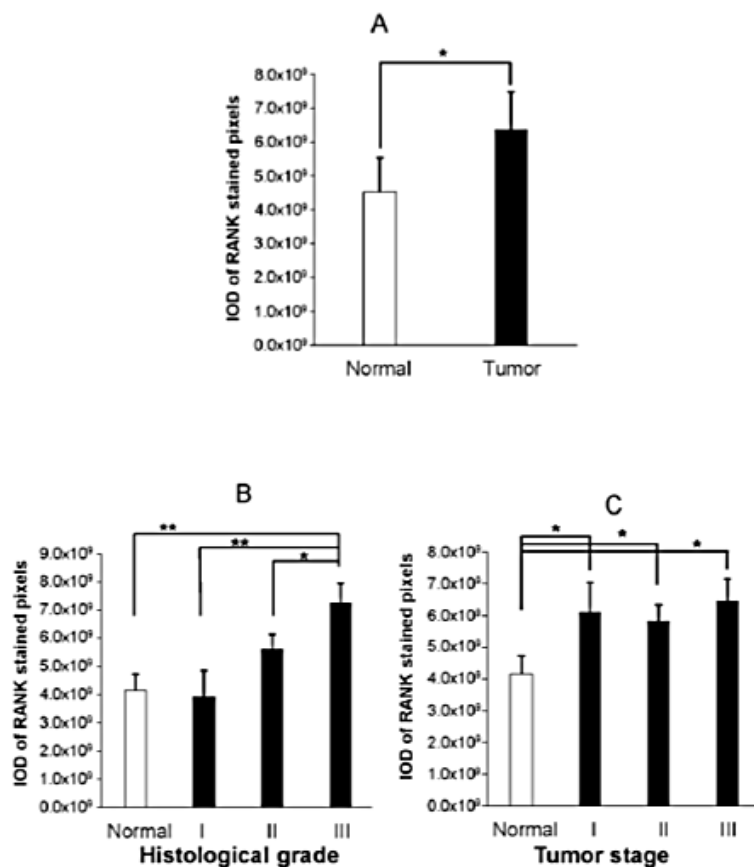 A
*
8.0x10⁹
7.0x10⁹
6.0x10⁹
5.0x10⁹
4.0x10⁹
3.0x10⁹
2.0x10⁹
1.0x10⁹
0.0x10⁹
IOD of RANK stained pixels
Normal Tumor
B
**
**
*
9.0x10⁹
8.0x10⁹
7.0x10⁹
6.0x10⁹
5.0x10⁹
4.0x10⁹
3.0x10⁹
2.0x10⁹
1.0x10⁹
0.0x10⁹
IOD of RANK stained pixels
Normal I II III
Histological grade
C
*
*
*
8.0x10⁹
7.0x10⁹
6.0x10⁹
5.0x10⁹
4.0x10⁹
3.0x10⁹
2.0x10⁹
1.0x10⁹
0.0x10⁹
IOD of RANK stained pixels
Normal I II III
Tumor stage